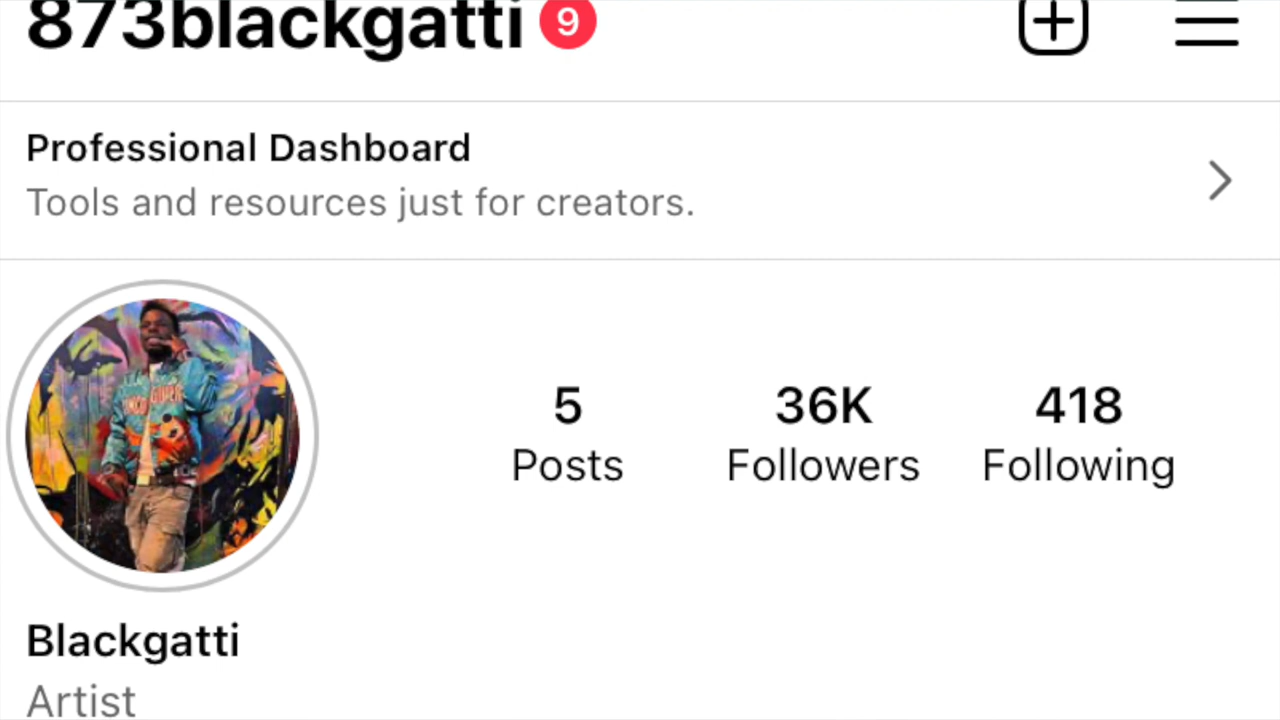 873blackgatti 9
Professional Dashboard
Tools and resources just for creators.
5 36K 418
Posts Followers Following
Blackgatti
Artist